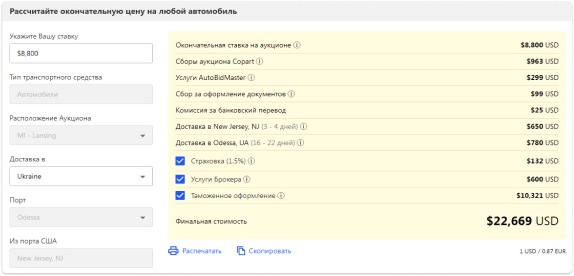 Рассчитайте окончательную цену на любой автомобиль
Укажите Вашу ставку
$8,800
Тип транспортного средства
Автомобили
Расположение Аукциона
MI - Lansing
Доставка в
Ukraine
Порт
Odessa
Из порта США
New Jersey, NJ
Окончательная ставка на аукционе $8,800 USD
Сборы аукциона Copart $963 USD
Услуги AutoBidMaster $299 USD
Сбор за оформление документов $99 USD
Комиссия за банковский перевод $25 USD
Доставка в New Jersey, NJ (3 - 4 дней) $650 USD
Доставка в Odessa, UA (16 - 22 дней) $780 USD
Страховка (1.5%) $132 USD
Услуги Брокера $600 USD
Таможенное оформление $10,321 USD
Финальная стоимость $22,669 USD
Распечатать Скопировать 1 USD / 0.87 EUR